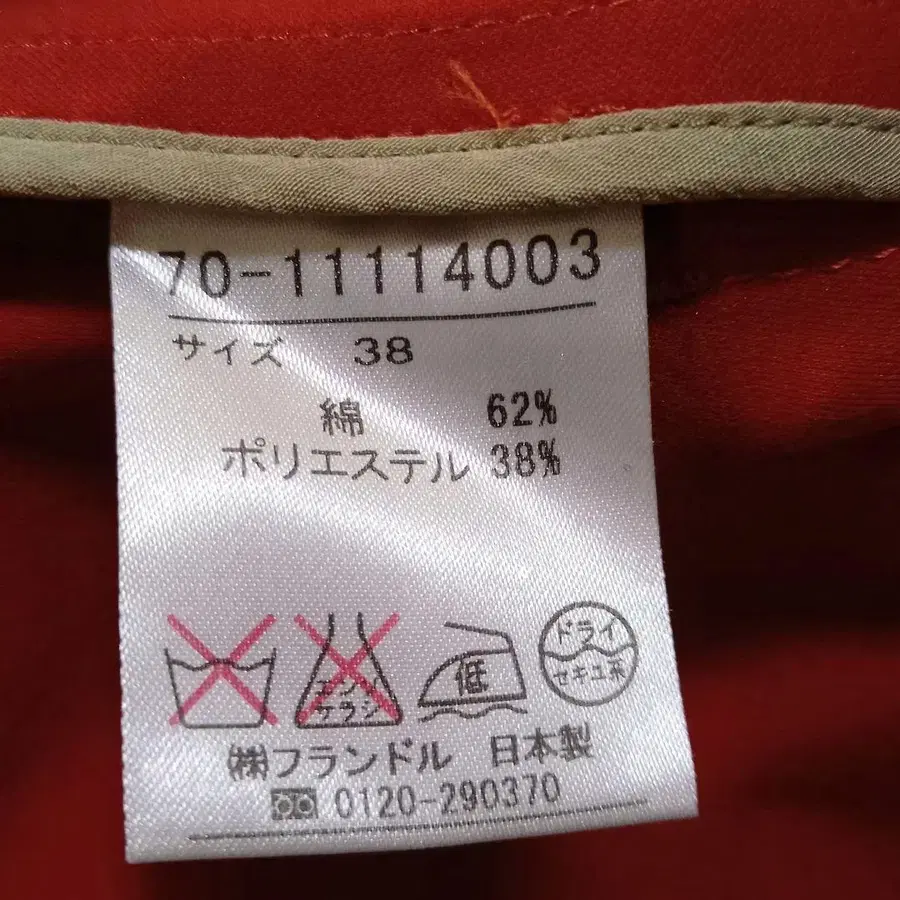 70-11114003
サイズ 38
綿 62%
ポリエステル 38%
エンソ
サラシ
低
ドライ
セキユ系
㈱フランドル 日本製
0120-290370